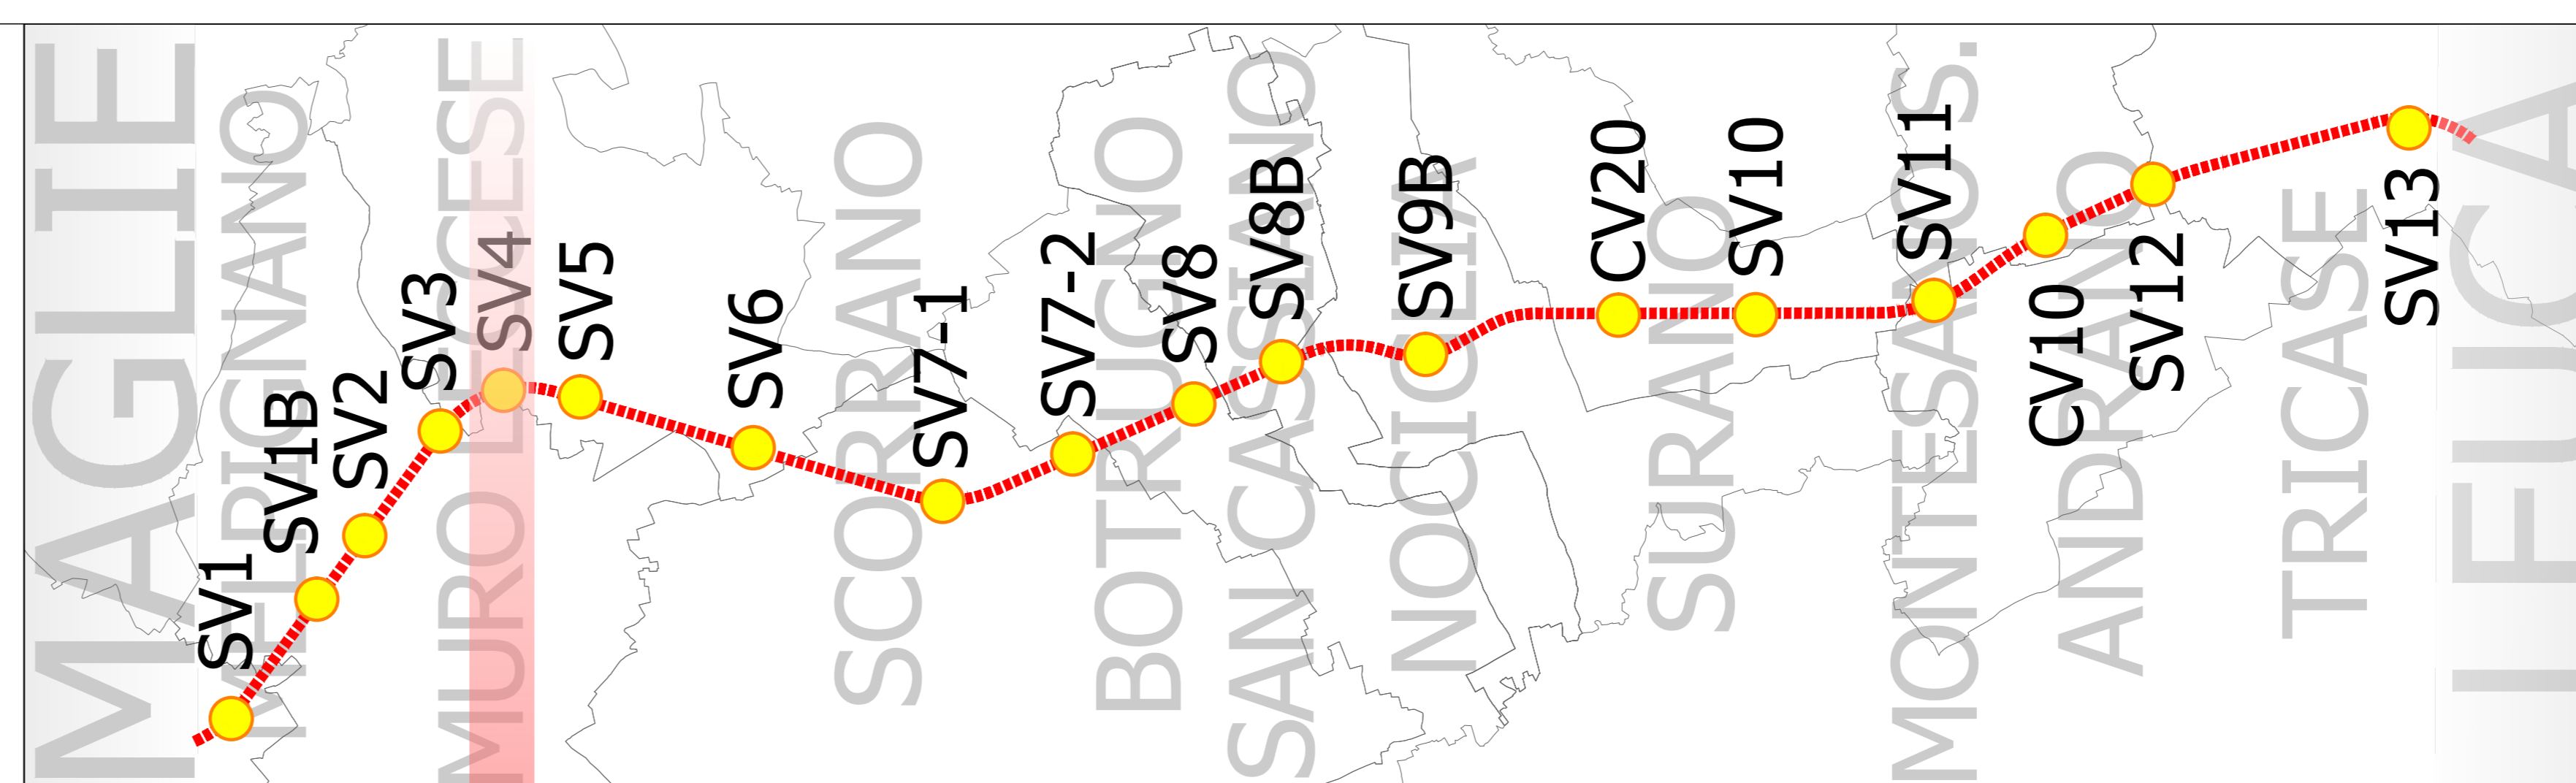 MAGLIE
MELPIGNANO
MURO LECCESE
SCORRANO
BOTRUGNO
SAN CASSIANO
NOCIGLIA
SURANO
MONTESANO S.
ANDRANO
TRICASE
LEUCA
SV1
SV1B
SV2
SV3
SV4
SV5
SV6
SV7-1
SV7-2
SV8
SV8B
SV9B
CV20
SV10
SV11
CV10
SV12
SV13